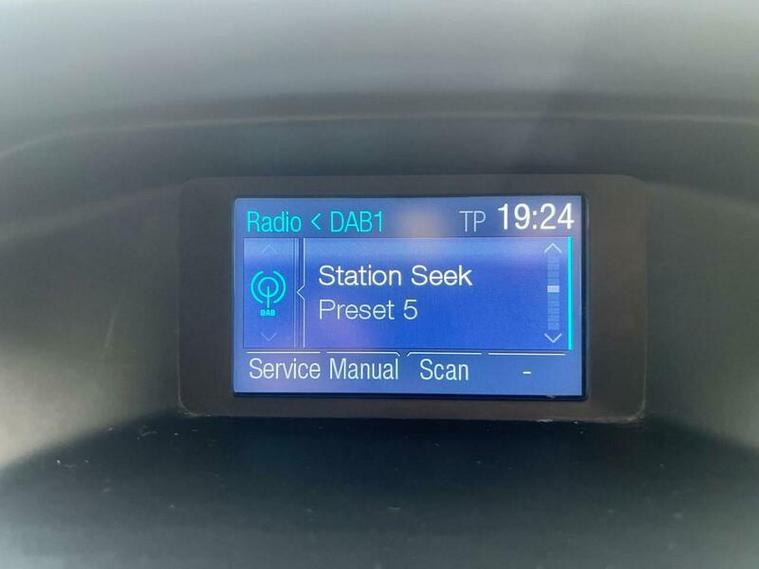 Radio < DAB1 TP 19:24
Station Seek
DAB
Preset 5
Service Manual Scan -